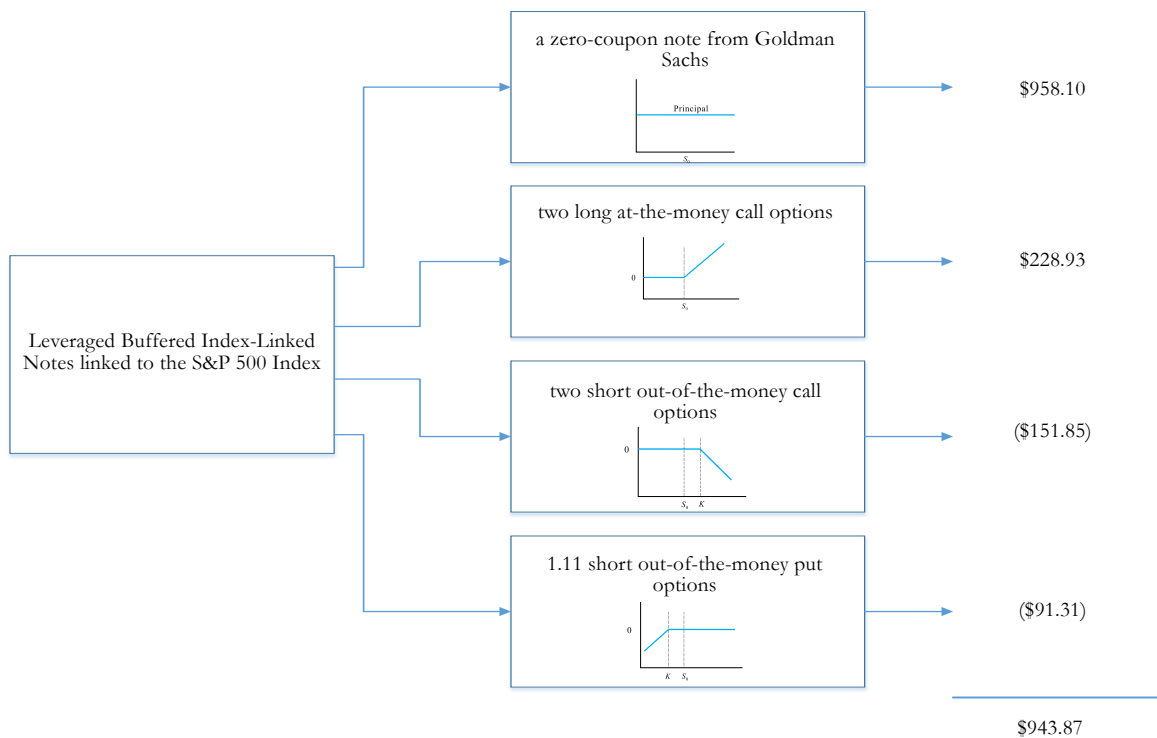 a zero-coupon note from Goldman
Sachs
Principal
S₀
$958.10
two long at-the-money call options
0
S₀
$228.93
Leveraged Buffered Index-Linked
Notes linked to the S&P 500 Index
two short out-of-the-money call
options
0
S₀ K
($151.85)
1.11 short out-of-the-money put
options
0
K S₀
($91.31)
$943.87